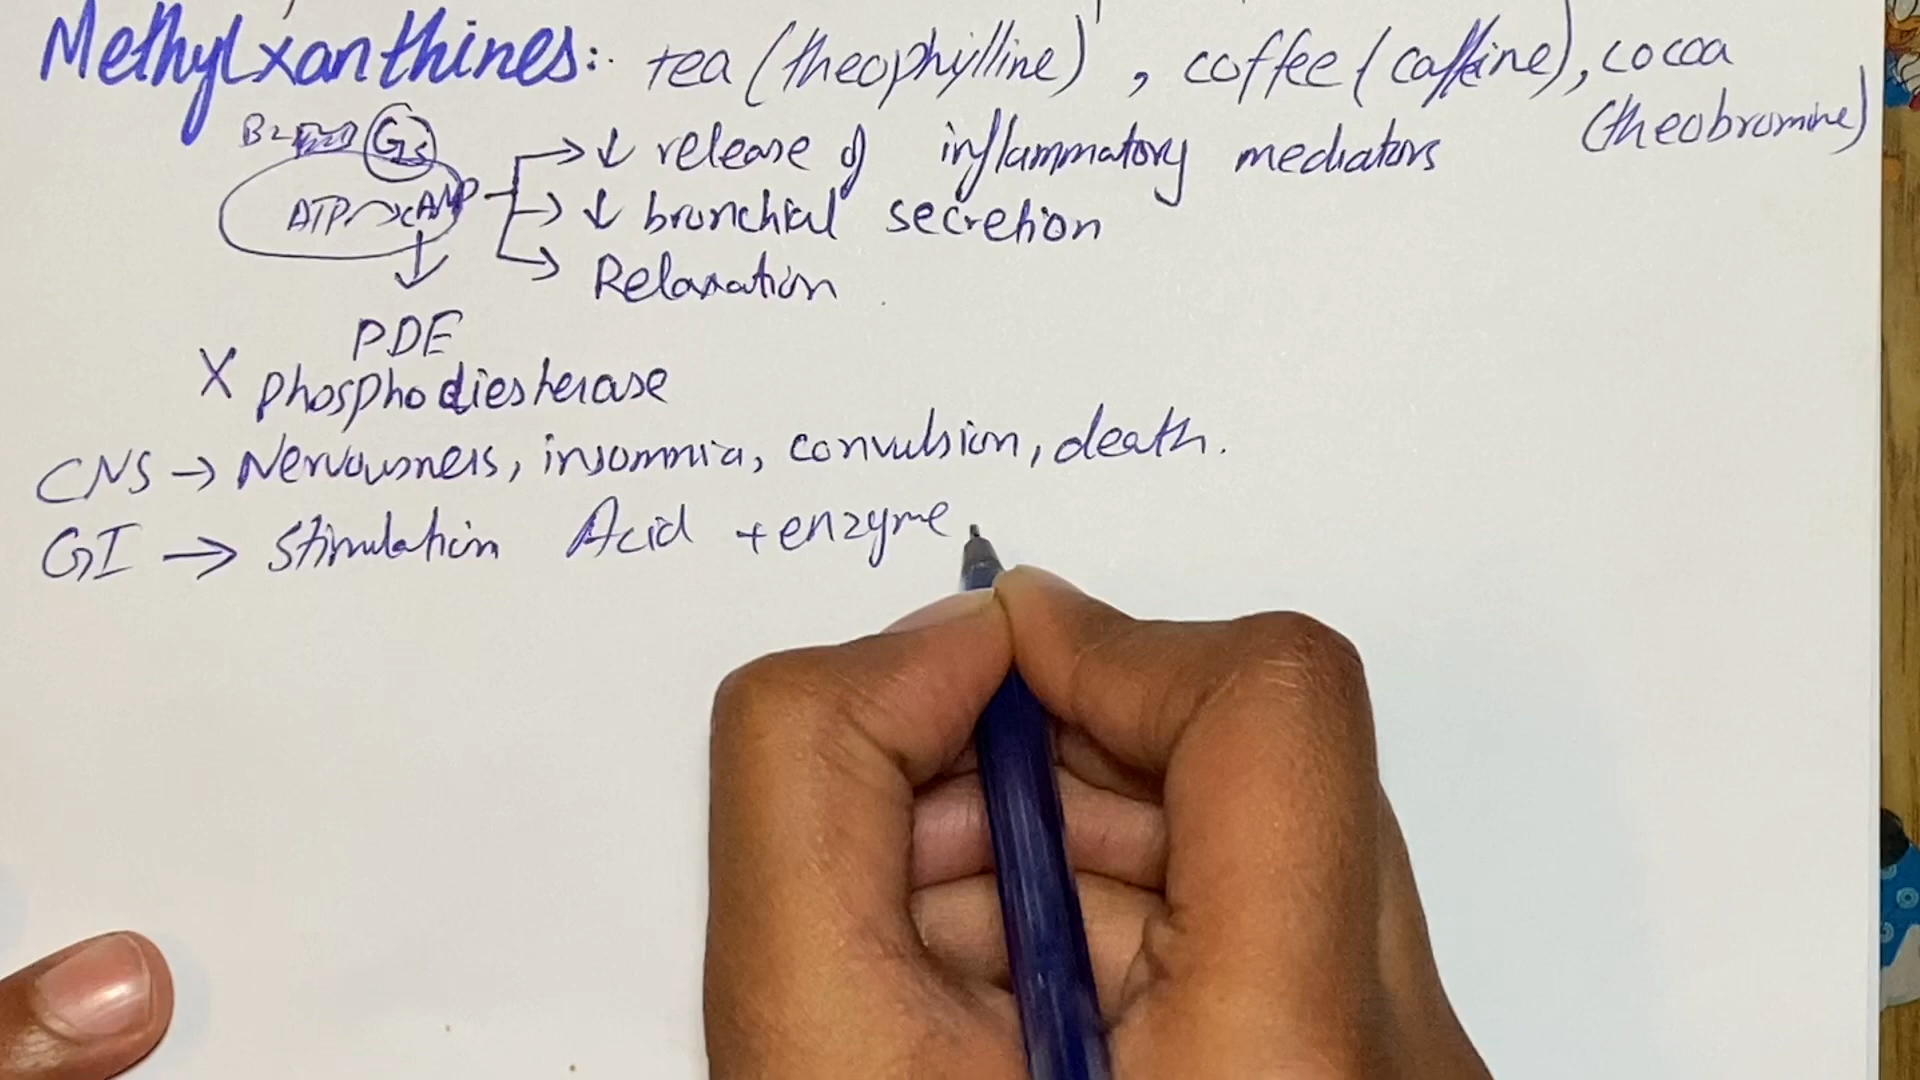 Methylxanthines: tea (theophylline), coffee (caffeine), cocoa
(theobromine)
B2 Gs
→ ↓ release of inflammatory mediators
ATP → cAMP → ↓ bronchial secretion
→ Relaxation
↓
PDE
X phosphodiesterase
CNS → Nervousness, insomnia, convulsion, death.
GI → Stimulation Acid + enzyme